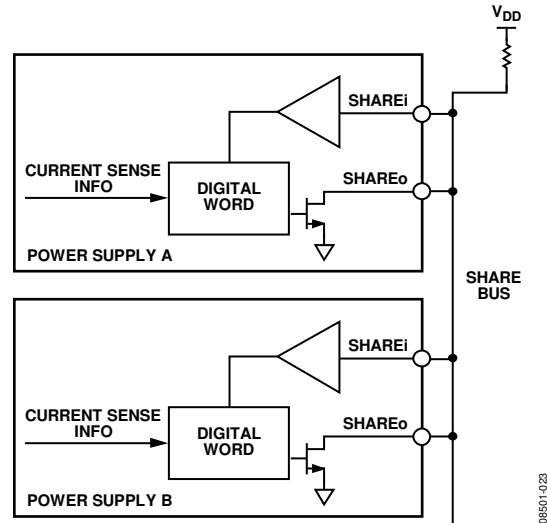 VDD
SHAREi
CURRENT SENSE
INFO
DIGITAL
WORD
SHAREo
POWER SUPPLY A
SHARE
BUS
SHAREi
CURRENT SENSE
INFO
DIGITAL
WORD
SHAREo
POWER SUPPLY B
08501-023